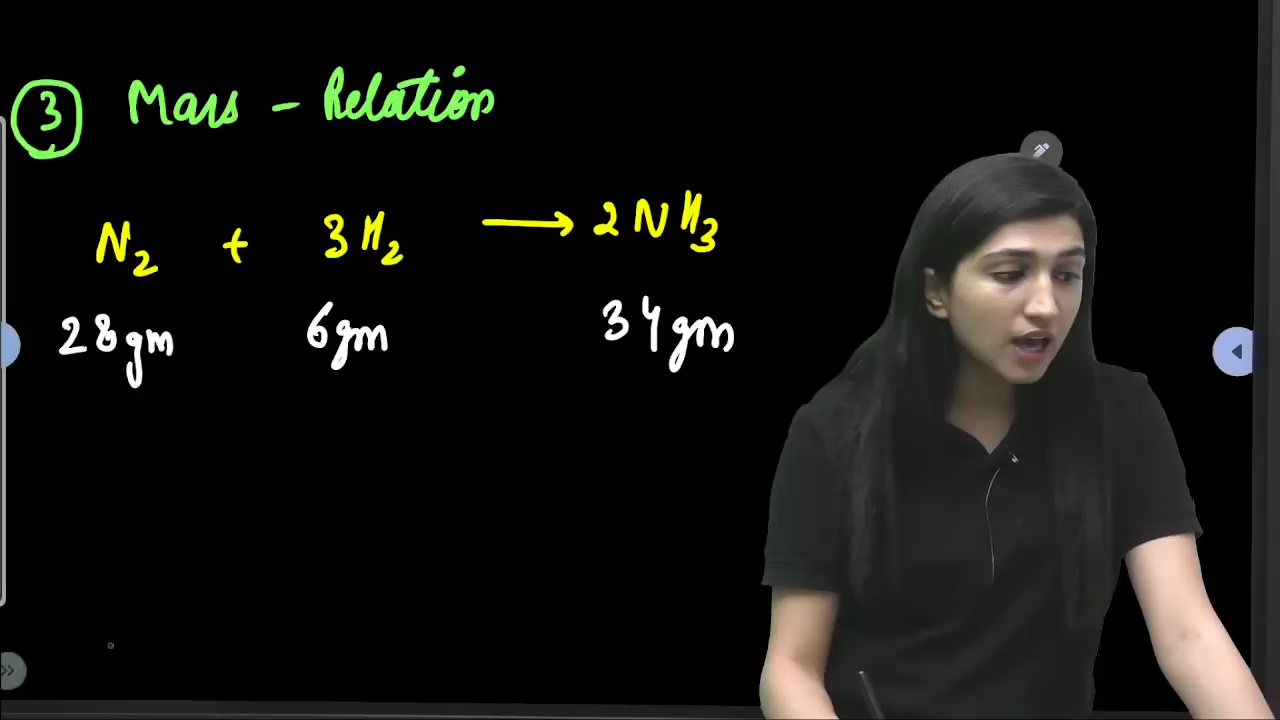 3 Mass - Relation
N₂ + 3H₂ ⟶ 2NH₃
28gm 6gm 34gm